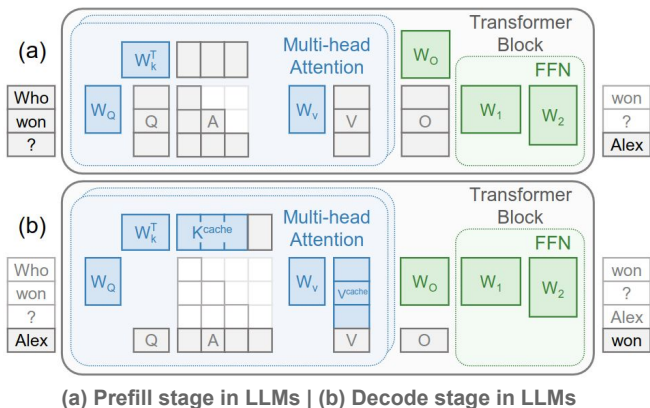 (a)
Who
won
?
W_Q
W_k^T
Q
A
Multi-head
Attention
W_v
V
W_O
O
Transformer
Block
FFN
W_1
W_2
won
?
Alex
(b)
Who
won
?
Alex
W_Q
W_k^T
K^cache
Q
A
Multi-head
Attention
W_v
V^cache
V
W_O
O
Transformer
Block
FFN
W_1
W_2
won
?
Alex
won
(a) Prefill stage in LLMs | (b) Decode stage in LLMs